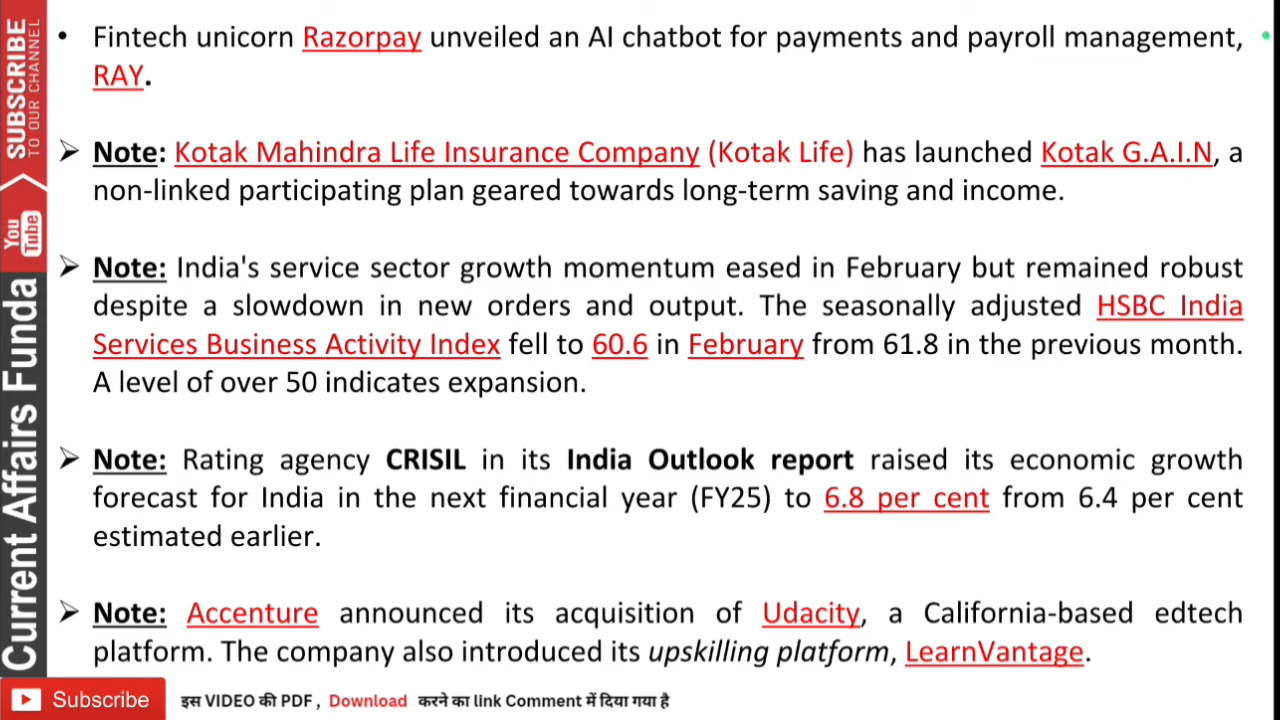 SUBSCRIBE
TO OUR CHANNEL
You
Tube
Current Affairs Funda
• Fintech unicorn Razorpay unveiled an AI chatbot for payments and payroll management,
RAY.
➢ Note: Kotak Mahindra Life Insurance Company (Kotak Life) has launched Kotak G.A.I.N, a
non-linked participating plan geared towards long-term saving and income.
➢ Note: India's service sector growth momentum eased in February but remained robust
despite a slowdown in new orders and output. The seasonally adjusted HSBC India
Services Business Activity Index fell to 60.6 in February from 61.8 in the previous month.
A level of over 50 indicates expansion.
➢ Note: Rating agency CRISIL in its India Outlook report raised its economic growth
forecast for India in the next financial year (FY25) to 6.8 per cent from 6.4 per cent
estimated earlier.
➢ Note: Accenture announced its acquisition of Udacity, a California-based edtech
platform. The company also introduced its upskilling platform, LearnVantage.
Subscribe
इस VIDEO की PDF , Download करने का link Comment में दिया गया है